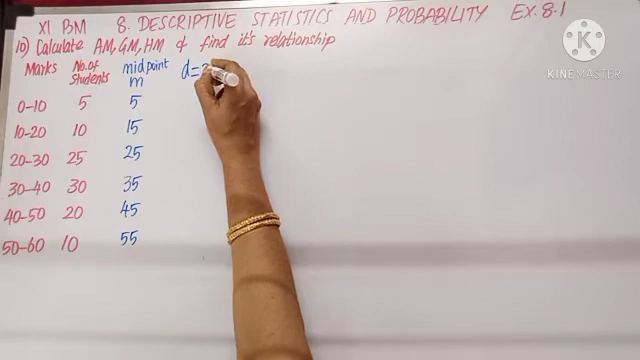 XI BM 8. DESCRIPTIVE STATISTICS AND PROBABILITY EX.8.1
10) Calculate AM, GM, HM & find it's relationship
Marks No. of students midpoint m d=
0-10 5 5
10-20 10 15
20-30 25 25
30-40 30 35
40-50 20 45
50-60 10 55
KINEMASTER